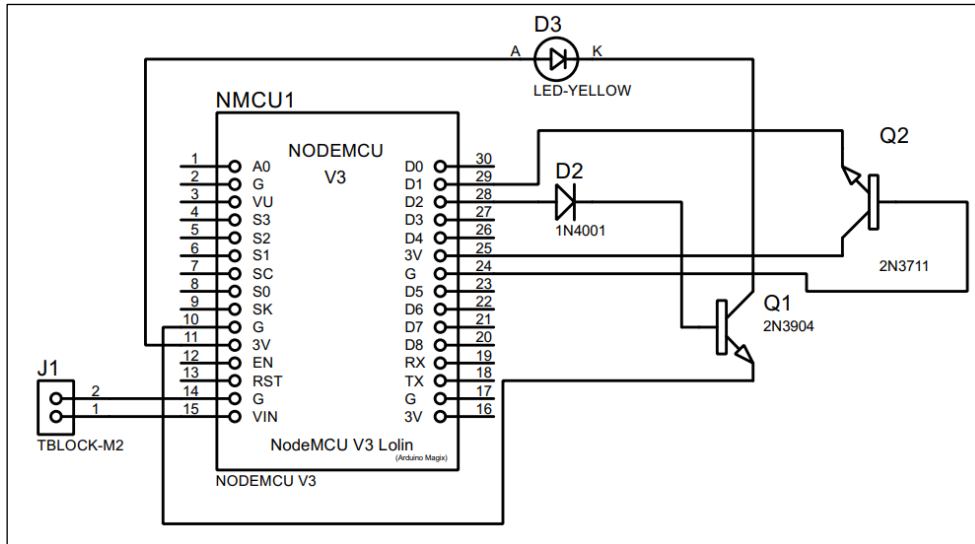 D3
A K
LED-YELLOW
NMCU1
NODEMCU
V3
1 A0 D0 30
2 G D1 29
3 VU D2 28
4 S3 D3 27
5 S2 D4 26
6 S1 3V 25
7 SC G 24
8 S0 D5 23
9 SK D6 22
10 G D7 21
11 3V D8 20
12 EN RX 19
13 RST TX 18
14 G G 17
15 VIN 3V 16
NodeMCU V3 Lolin
(Arduino Magix)
NODEMCU V3
D2
1N4001
Q2
2N3711
Q1
2N3904
J1
2
1
TBLOCK-M2